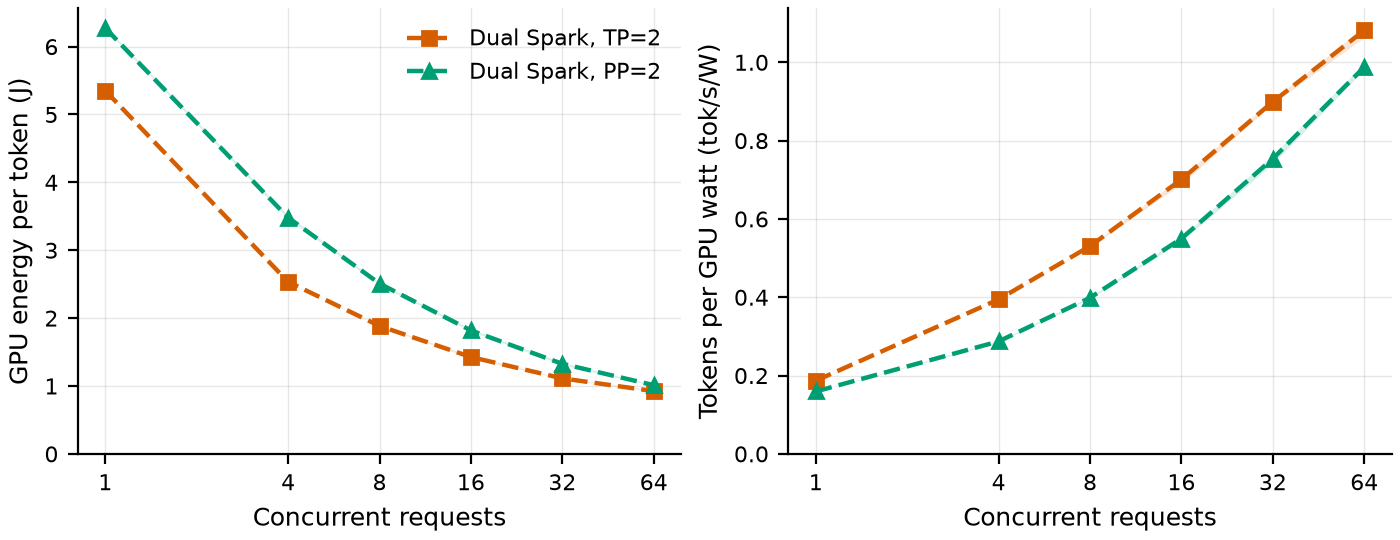 GPU energy per token (J)
6
5
4
3
2
1
0
1 4 8 16 32 64
Concurrent requests
Dual Spark, TP=2
Dual Spark, PP=2
Tokens per GPU watt (tok/s/W)
1.0
0.8
0.6
0.4
0.2
0.0
1 4 8 16 32 64
Concurrent requests